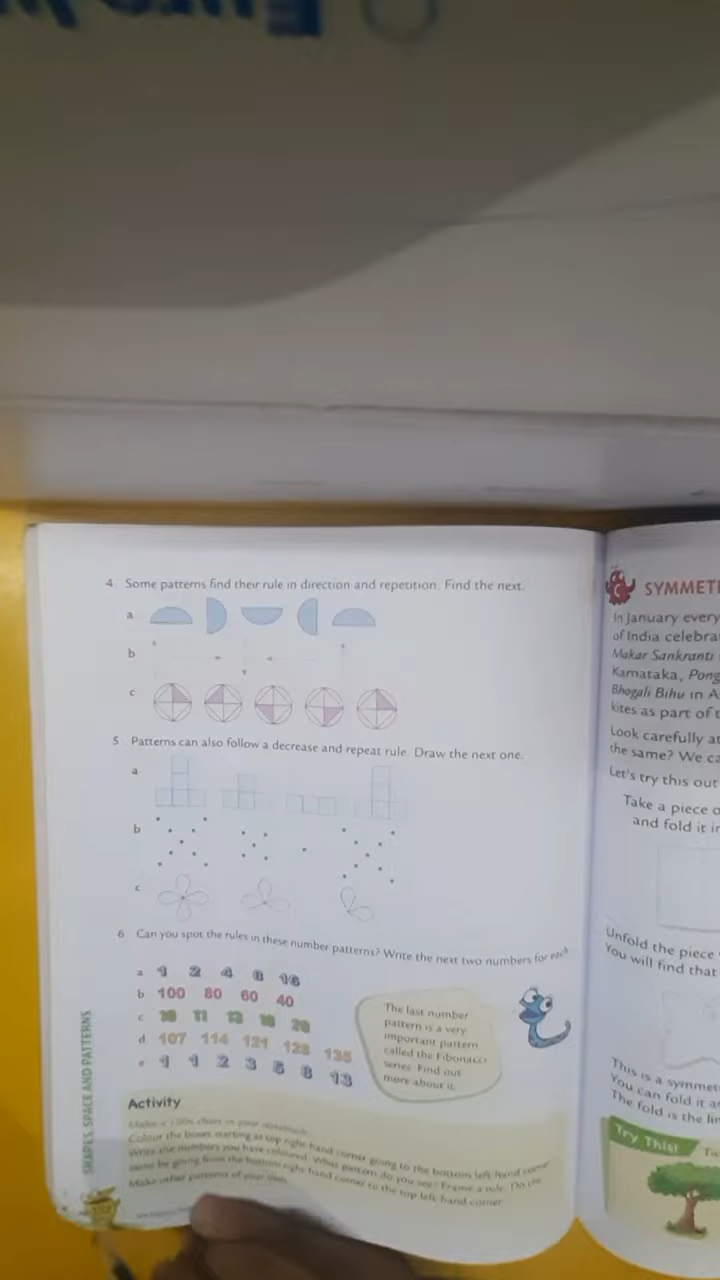 4 Some patterns find their rule in direction and repetition. Find the next.
a
b
c
5 Patterns can also follow a decrease and repeat rule. Draw the next one.
a
b
c
6 Can you spot the rules in these number patterns? Write the next two numbers for each
a 1 2 4 8 16
b 100 80 60 40
c 10 11 13 16 20
d 107 114 121 128 135
e 1 1 2 3 5 8 13
The last number
pattern is a very
important pattern
called the Fibonacci
series. Find out
more about it.
Activity
Make a 100s chart in your notebook.
Colour the boxes starting at top right hand corner going to the bottom left hand corner
Write the numbers you have coloured. What pattern do you see? Frame a rule. Do the
same by going from the bottom right hand corner to the top left hand corner
Make other patterns of your own.
SHAPES, SPACE AND PATTERNS
SYMMET
In January every
of India celebra
Makar Sankranti
Karnataka, Pong
Bhogali Bihu in A
kites as part of t
Look carefully at
the same? We ca
Let's try this out
Take a piece o
and fold it in
Unfold the piece
You will find that
This is a symmet
You can fold it a
The fold is the lin
Try This!